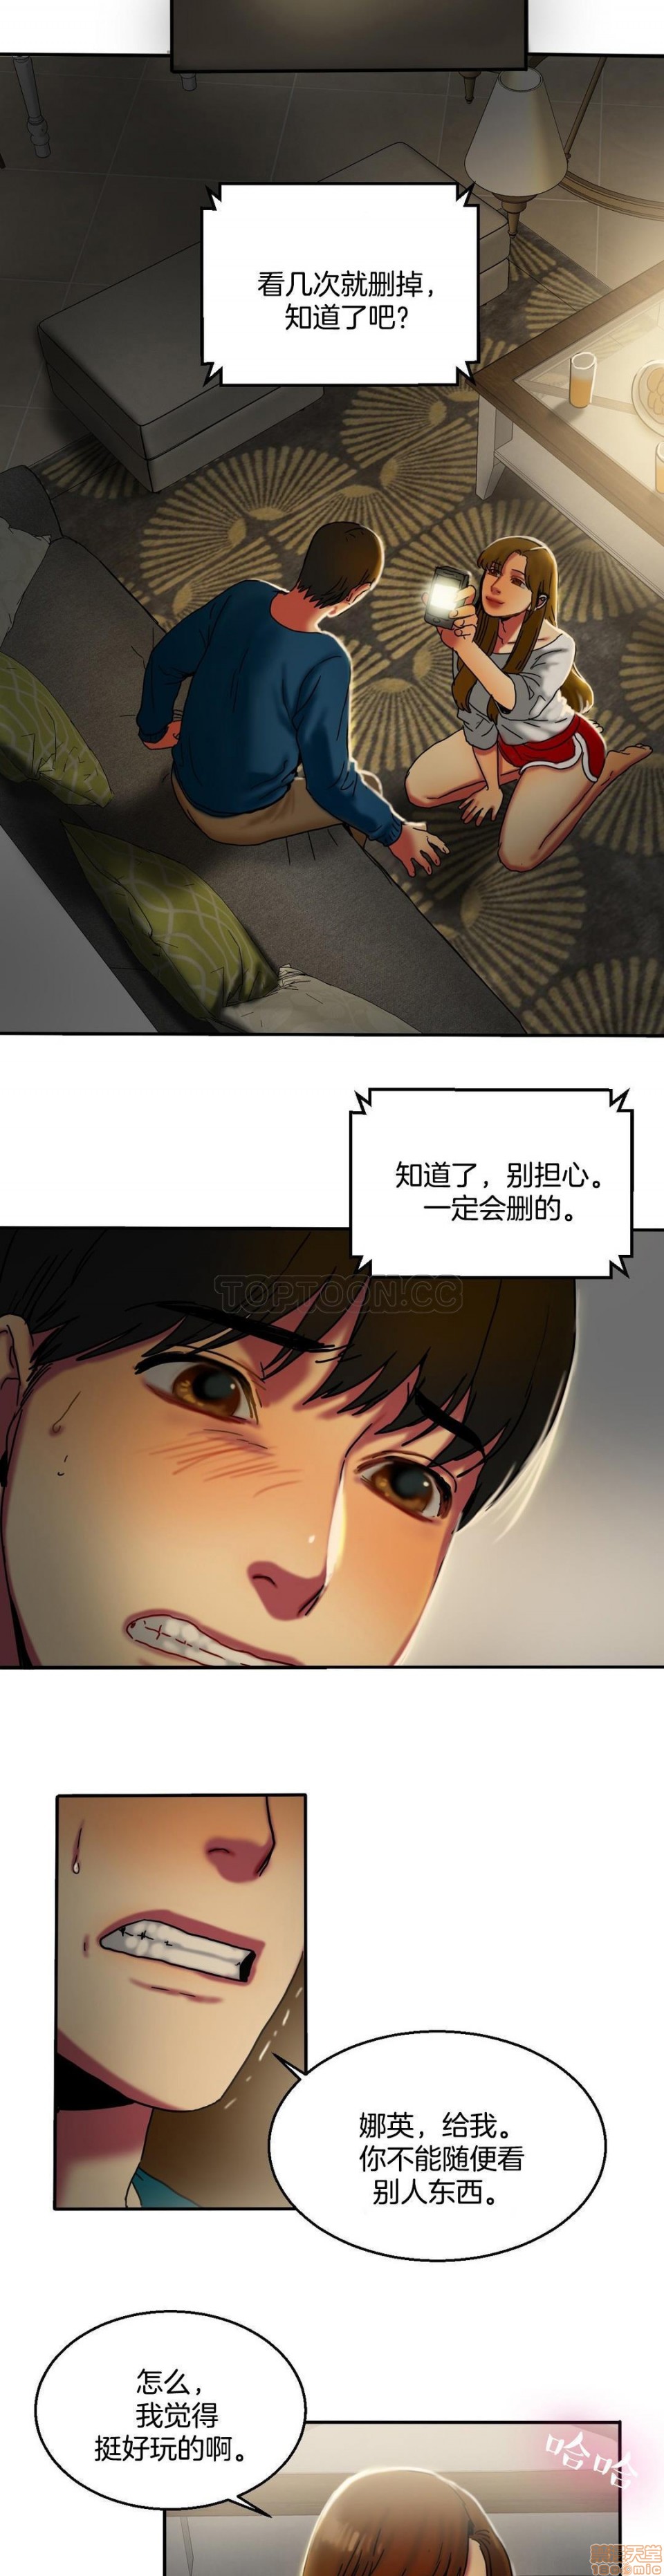 看几次就删掉，
知道了吧？
知道了，别担心。
一定会删的。
TOPTOON.CC
娜英，给我。
你不能随便看
别人东西。
怎么，
我觉得
挺好玩的啊。
哈哈
toonmic.com